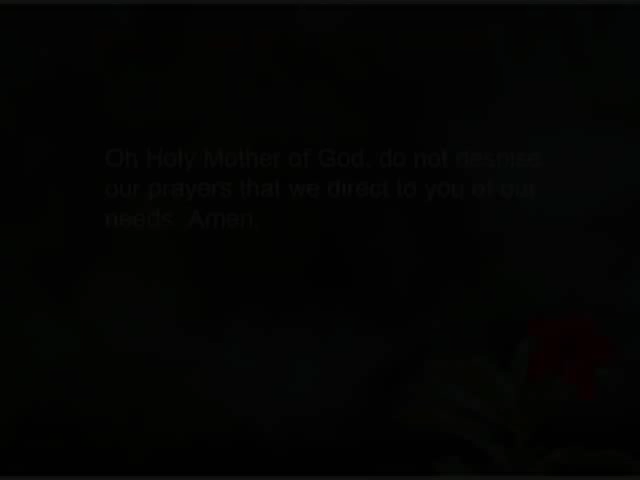 Oh Holy Mother of God, do not despise
our prayers that we direct to you of our
needs. Amen.